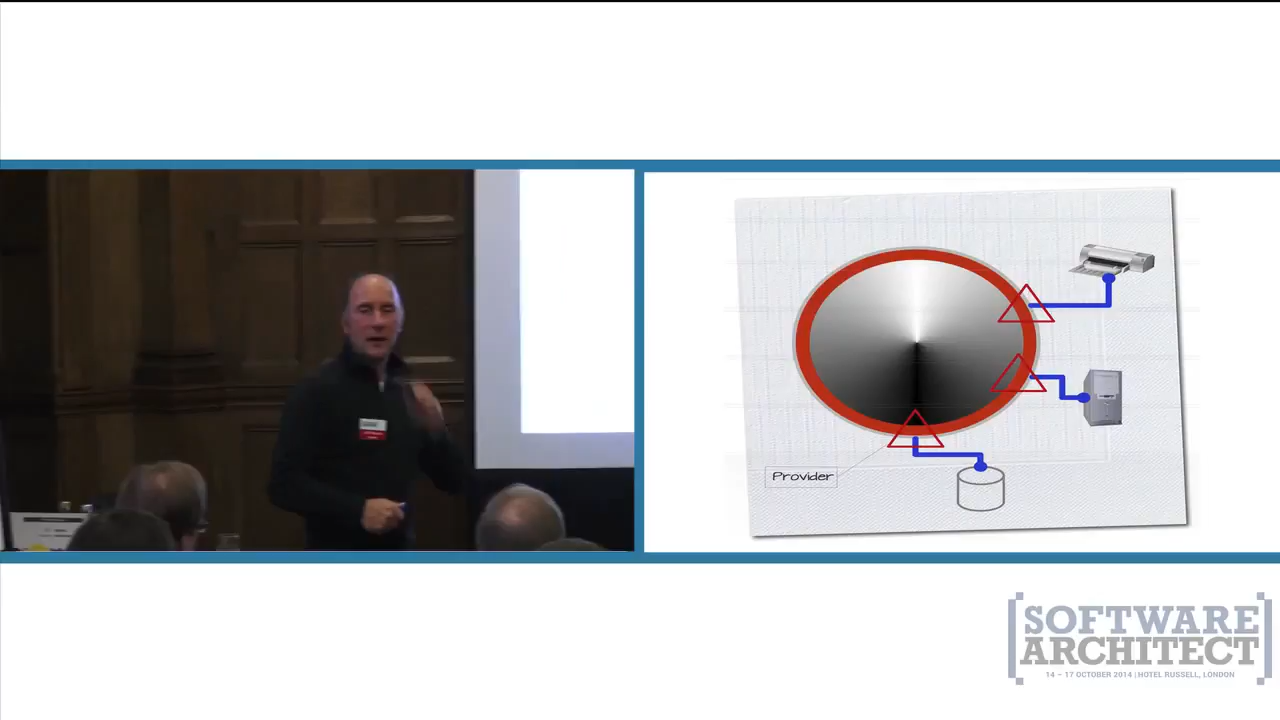 Provider
SOFTWARE
ARCHITECT
14 – 17 OCTOBER 2014 | HOTEL RUSSELL, LONDON